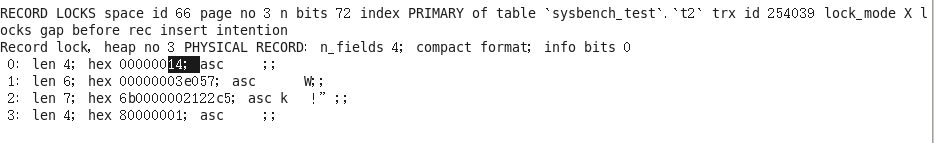 RECORD LOCKS space id 66 page no 3 n bits 72 index PRIMARY of table `sysbench_test`.`t2` trx id 254039 lock_mode X l
ocks gap before rec insert intention
Record lock, heap no 3 PHYSICAL RECORD: n_fields 4; compact format; info bits 0
0: len 4; hex 00000014; asc     ;;
1: len 6; hex 00000003e057; asc      W;;
2: len 7; hex 6b0000002122c5; asc k   !" ;;
3: len 4; hex 80000001; asc     ;;